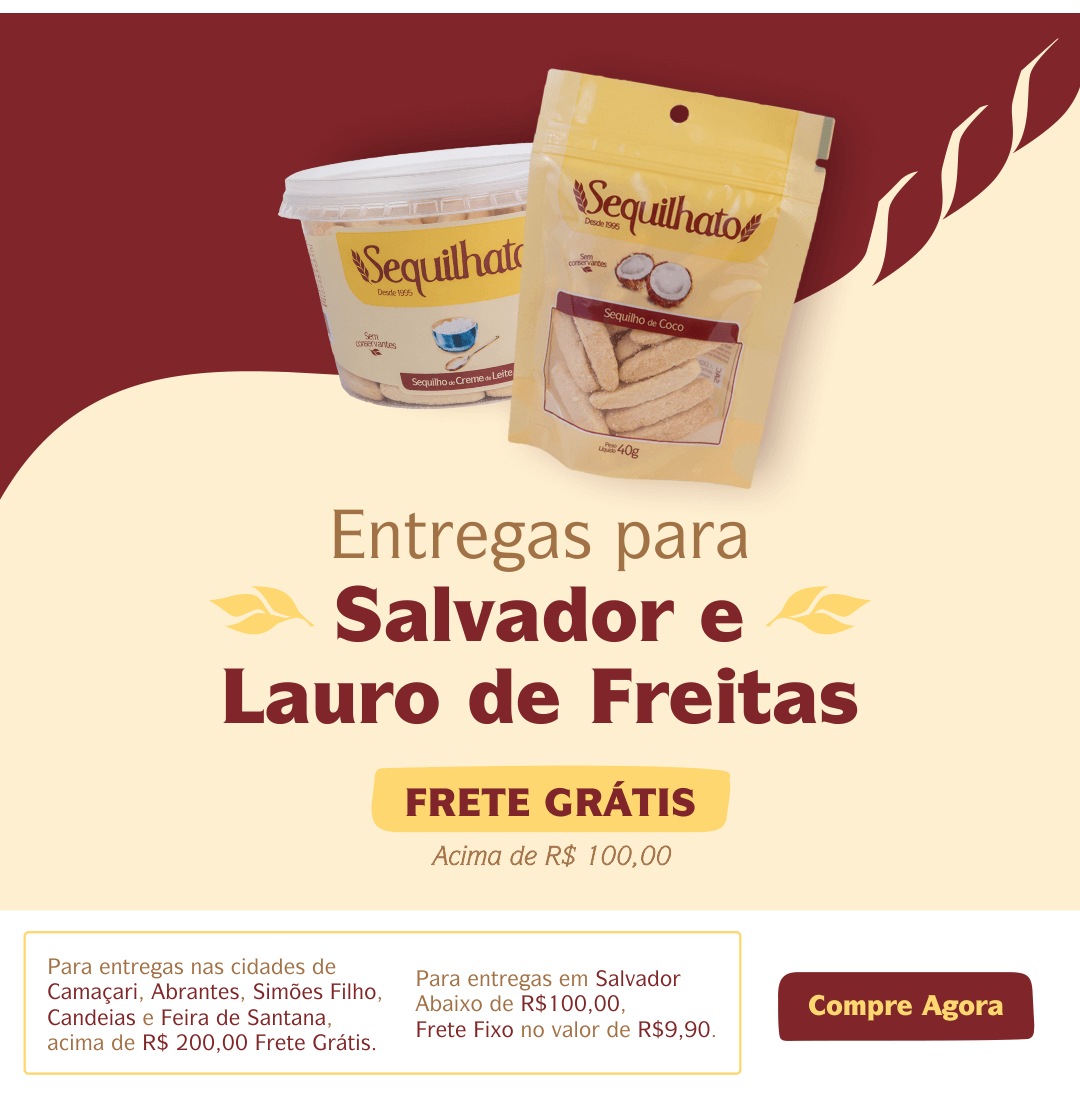 Sequilhato
Desde 1995
Sem
conservantes
Sequilho de Creme de Leite
Sequilhato
Desde 1995
Sem
conservantes
Sequilho de Coco
Peso
Líquido 40g
Entregas para
Salvador e
Lauro de Freitas
FRETE GRÁTIS
Acima de R$ 100,00
Para entregas nas cidades de
Camaçari, Abrantes, Simões Filho,
Candeias e Feira de Santana,
acima de R$ 200,00 Frete Grátis.
Para entregas em Salvador
Abaixo de R$100,00,
Frete Fixo no valor de R$9,90.
Compre Agora